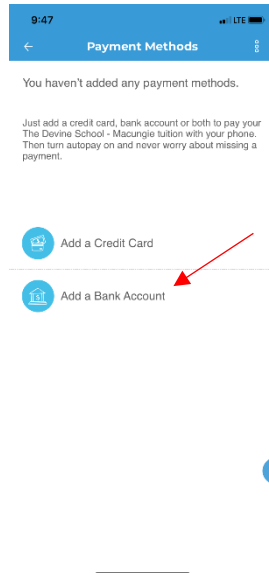 9:47
LTE
Payment Methods
You haven't added any payment methods.
Just add a credit card, bank account or both to pay your
The Devine School - Macungie tuition with your phone.
Then turn autopay on and never worry about missing a
payment.
Add a Credit Card
Add a Bank Account